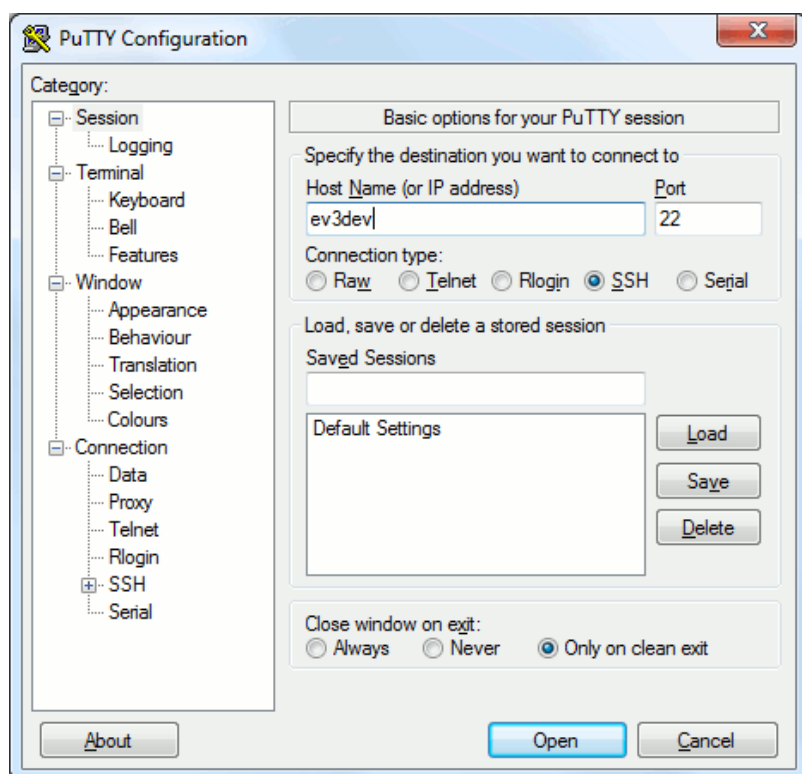 PuTTY Configuration
Category:
Session
Logging
Terminal
Keyboard
Bell
Features
Window
Appearance
Behaviour
Translation
Selection
Colours
Connection
Data
Proxy
Telnet
Rlogin
SSH
Serial
Basic options for your PuTTY session
Specify the destination you want to connect to
Host Name (or IP address) Port
ev3dev 22
Connection type:
Raw Telnet Rlogin SSH Serial
Load, save or delete a stored session
Saved Sessions
Default Settings
Load
Save
Delete
Close window on exit:
Always Never Only on clean exit
About Open Cancel